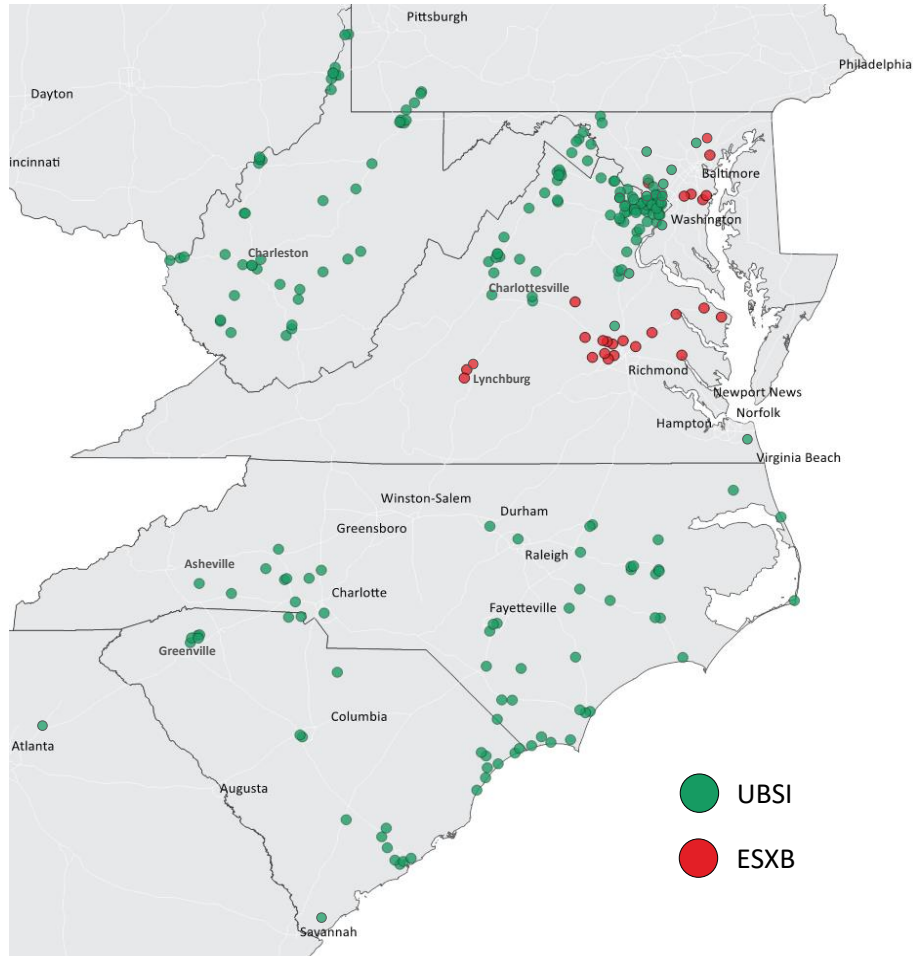 Pittsburgh
Philadelphia
Dayton
incinnati
Baltimore
Washington
Charleston
Charlottesville
Richmond
Lynchburg
Newport News
Norfolk
Hampton
Virginia Beach
Winston-Salem
Durham
Greensboro
Raleigh
Asheville
Charlotte
Fayetteville
Greenville
Columbia
Atlanta
Augusta
UBSI
ESXB
Savannah